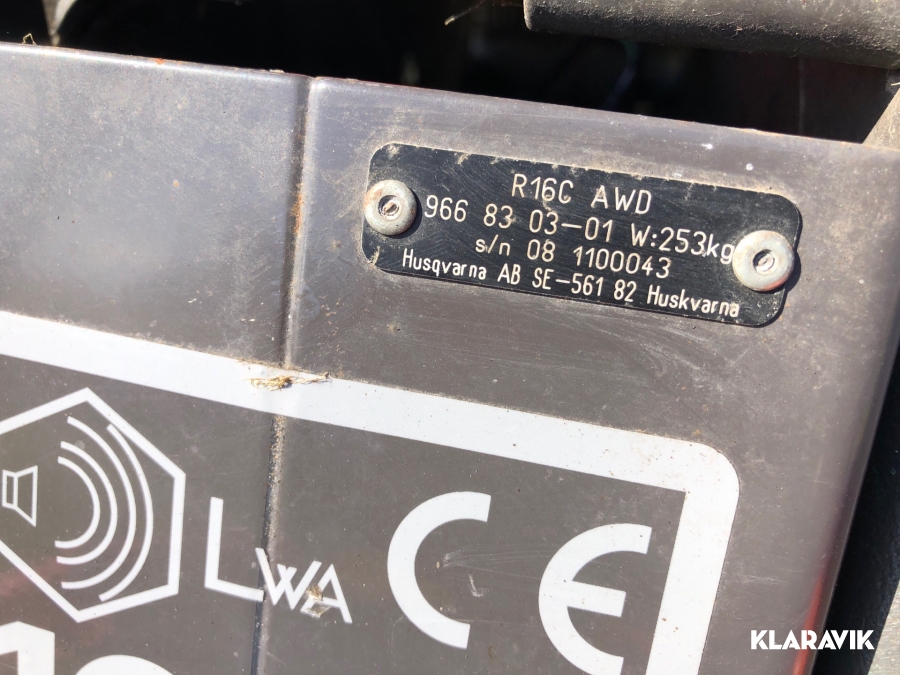 R16C AWD
966 83 03-01 W:253kg
s/n 08 1100043
Husqvarna AB SE-561 82 Huskvarna
LWA
CE
KLARAVIK